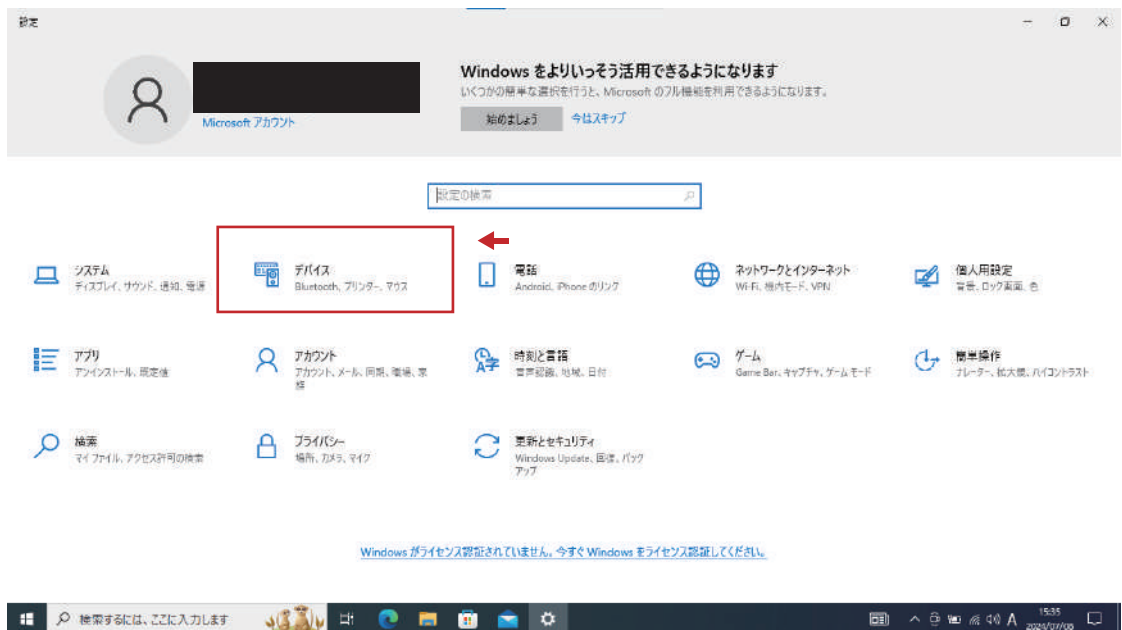 設定
Windows をよりいっそう活用できるようになります
いくつかの簡単な選択を行うと、Microsoft のフル機能を利用できるようになります。
Microsoft アカウント
始めましょう 今はスキップ
設定の検索
システム
ディスプレイ、サウンド、通知、電源
デバイス
Bluetooth、プリンター、マウス
電話
Android、iPhone のリンク
ネットワークとインターネット
Wi-Fi、機内モード、VPN
個人用設定
背景、ロック画面、色
アプリ
アンインストール、既定値
アカウント
アカウント、メール、同期、職場、家
族
時刻と言語
音声認識、地域、日付
ゲーム
Game Bar、キャプチャ、ゲーム モード
簡単操作
ナレーター、拡大鏡、ハイコントラスト
検索
マイ ファイル、アクセス許可の検索
プライバシー
場所、カメラ、マイク
更新とセキュリティ
Windows Update、回復、バック
アップ
Windows がライセンス認証されていません。今すぐ Windows をライセンス認証してください。
検索するには、ここに入力します
A
15:35
2024/07/08